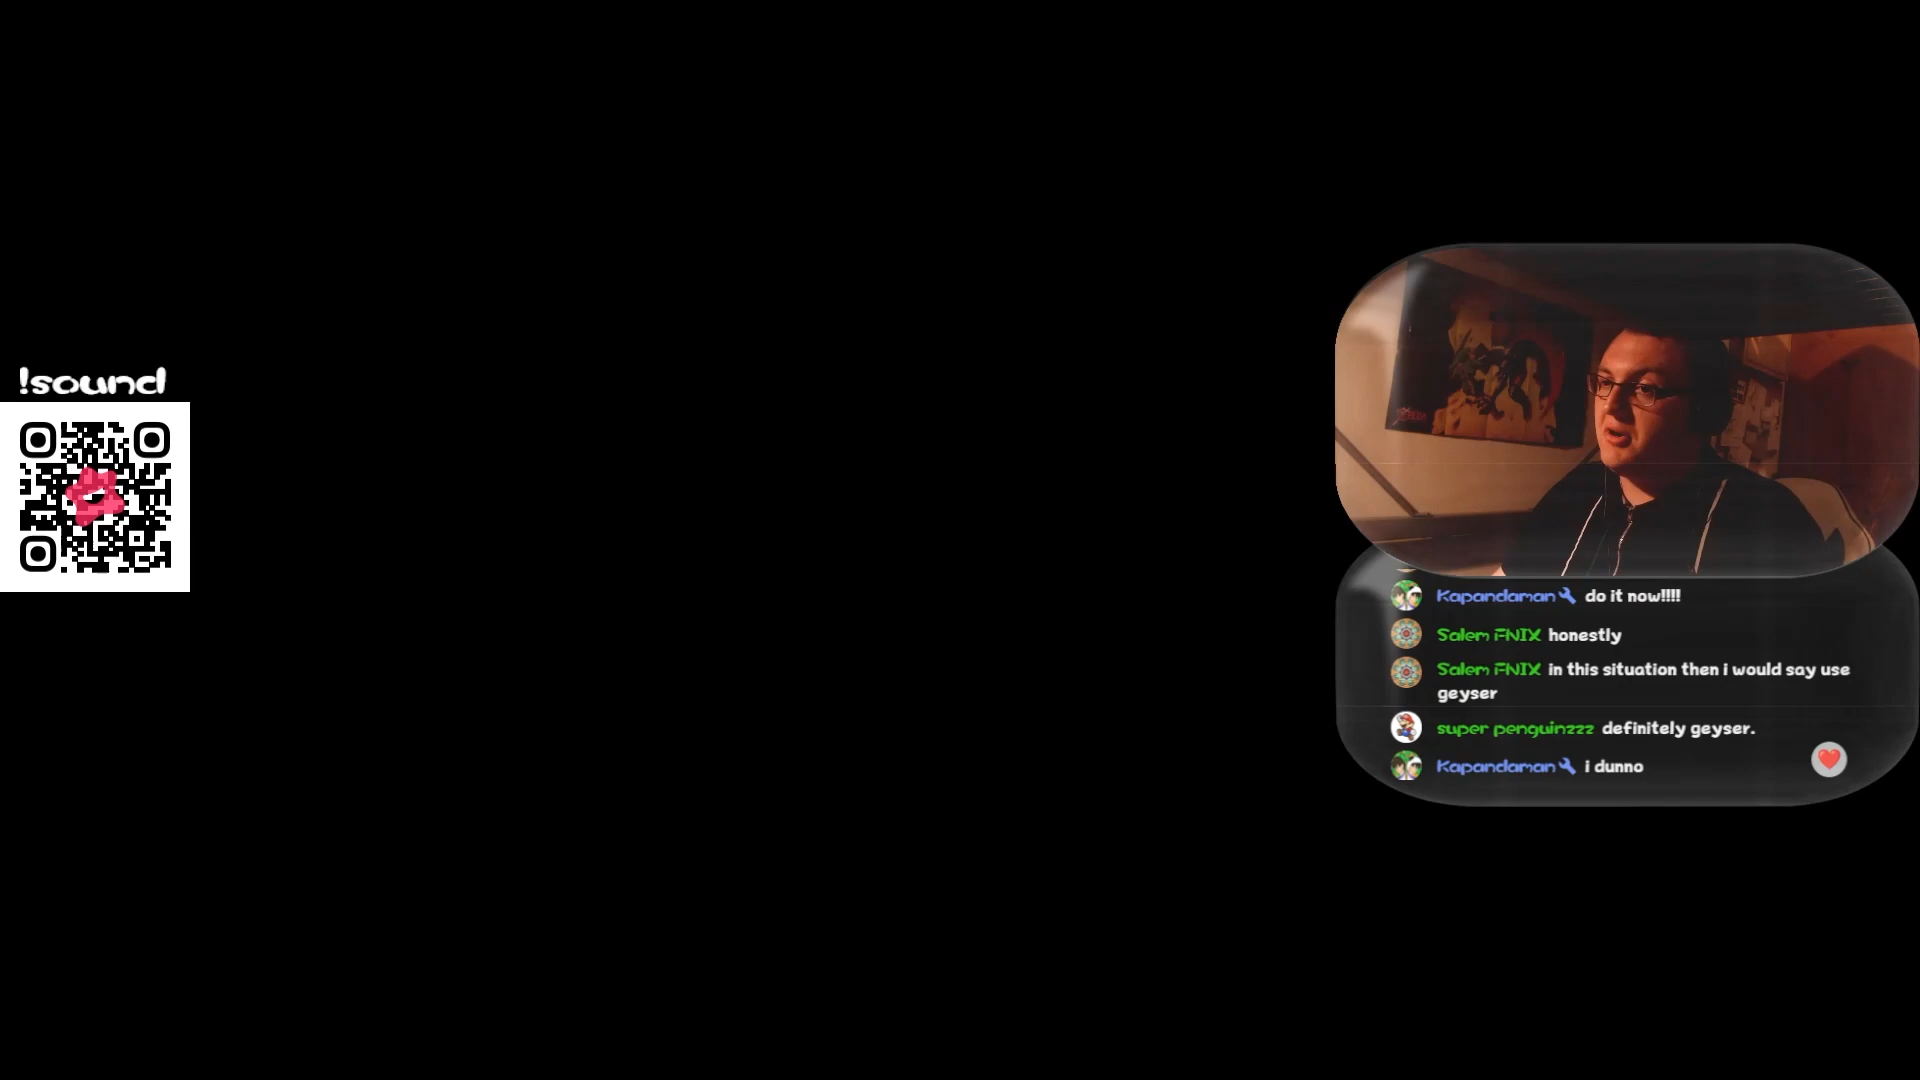 !sound
Kapandaman do it now!!!!
Salem FNIX honestly
Salem FNIX in this situation then i would say use
geyser
super penguinzzz definitely geyser.
Kapandaman i dunno